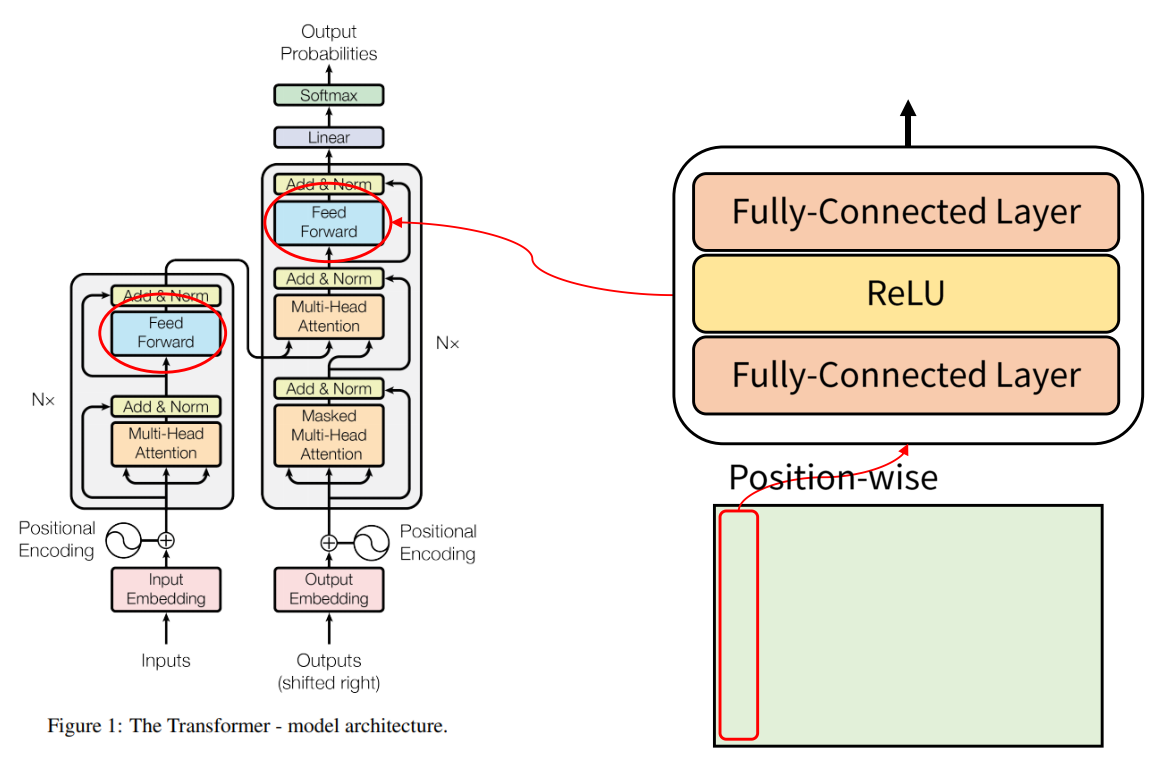 Output
Probabilities
Softmax
Linear
Add & Norm
Feed
Forward
Add & Norm
Multi-Head
Attention
Add & Norm
Masked
Multi-Head
Attention
N×
Add & Norm
Feed
Forward
N×
Add & Norm
Multi-Head
Attention
Positional
Encoding
Positional
Encoding
Input
Embedding
Output
Embedding
Inputs
Outputs
(shifted right)
Figure 1: The Transformer - model architecture.
Fully-Connected Layer
ReLU
Fully-Connected Layer
Position-wise